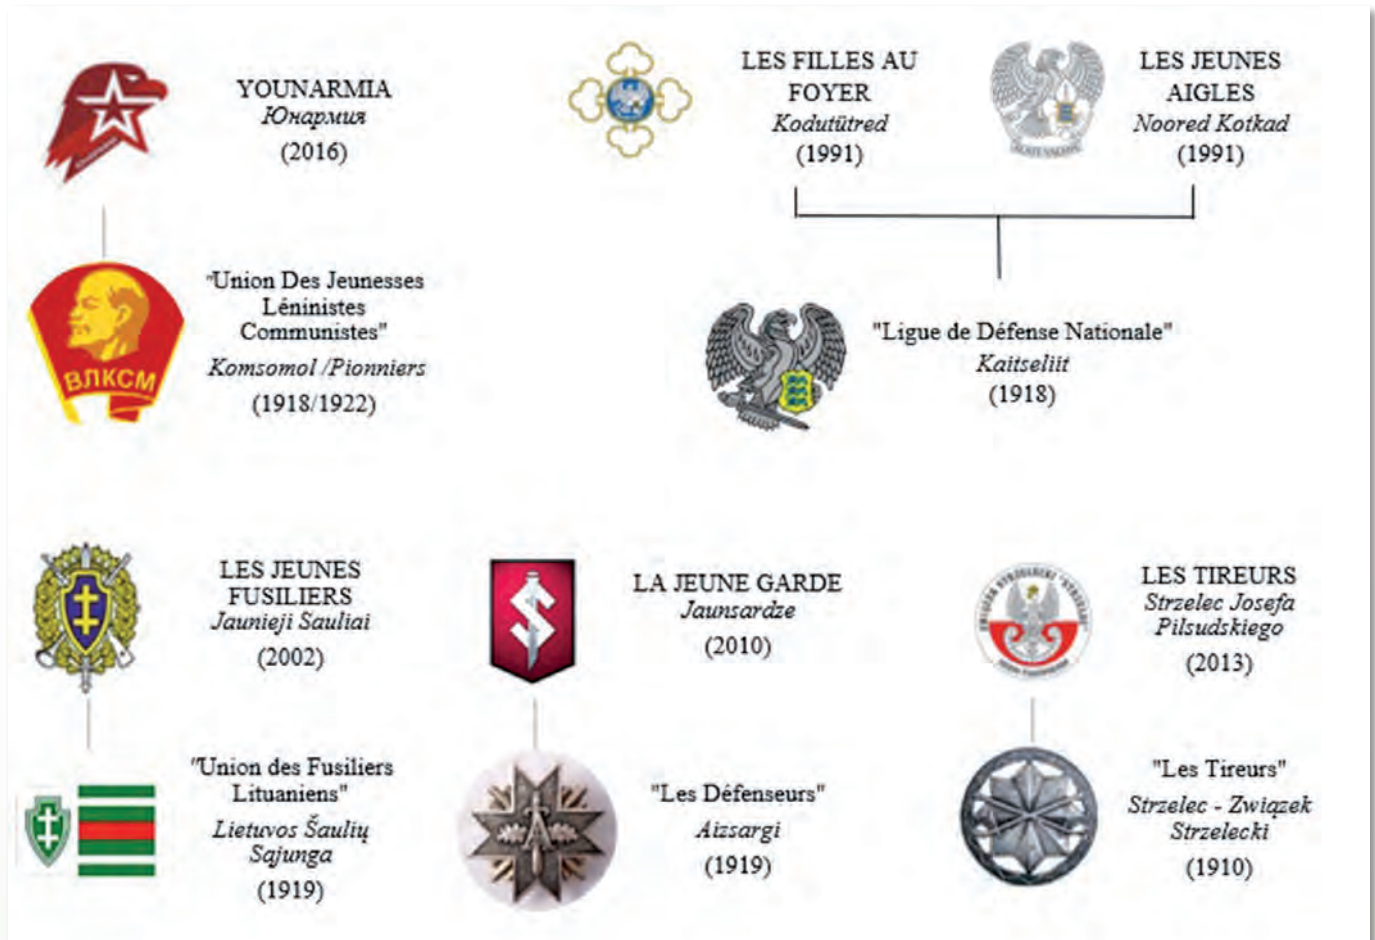 YOUNARMIA
Юнармия
(2016)
LES FILLES AU
FOYER
Kodutütred
(1991)
LES JEUNES
AIGLES
Noored Kotkad
(1991)
"Union Des Jeunesses
Léninistes
Communistes"
Komsomol /Pionniers
(1918/1922)
ВЛКСМ
"Ligue de Défense Nationale"
Kaitseliit
(1918)
LES JEUNES
FUSILIERS
Jaunieji Sauliai
(2002)
LA JEUNE GARDE
Jaunsardze
(2010)
LES TIREURS
Strzelec Josefa
Pilsudskiego
(2013)
"Union des Fusiliers
Lituaniens"
Lietuvos Šaulių
Sąjunga
(1919)
"Les Défenseurs"
Aizsargi
(1919)
"Les Tireurs"
Strzelec - Związek
Strzelecki
(1910)